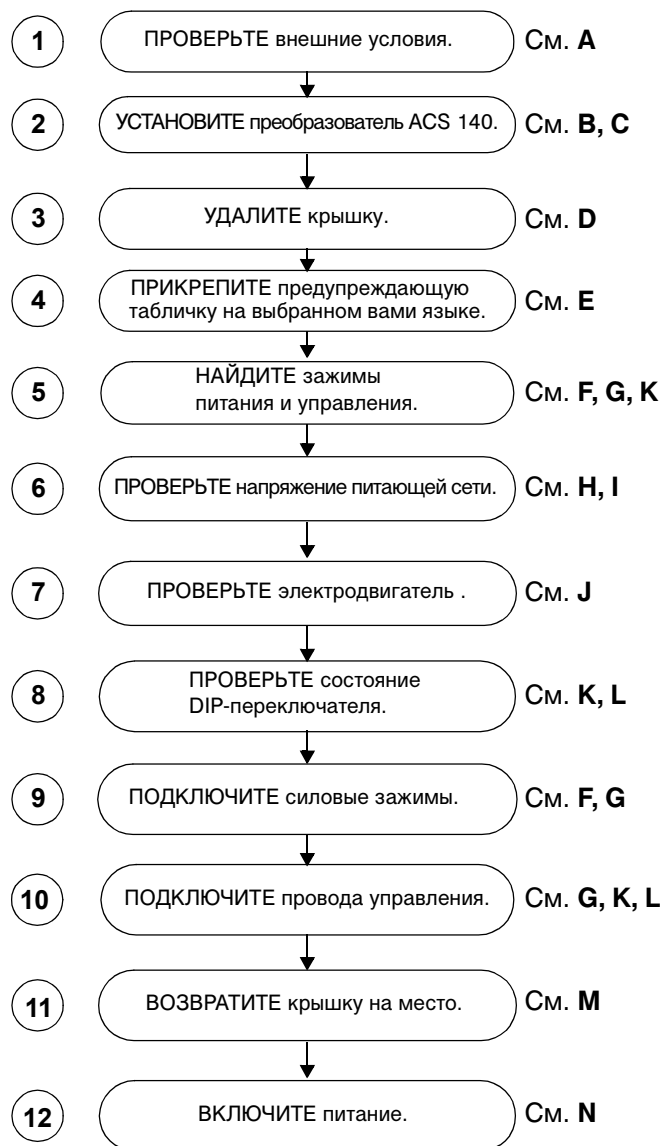 1 ПРОВЕРЬТЕ внешние условия. См. A
2 УСТАНОВИТЕ преобразователь ACS 140. См. B, C
3 УДАЛИТЕ крышку. См. D
4 ПРИКРЕПИТЕ предупреждающую
табличку на выбранном вами языке. См. E
5 НАЙДИТЕ зажимы
питания и управления. См. F, G, K
6 ПРОВЕРЬТЕ напряжение питающей сети. См. H, I
7 ПРОВЕРЬТЕ электродвигатель . См. J
8 ПРОВЕРЬТЕ состояние
DIP-переключателя. См. K, L
9 ПОДКЛЮЧИТЕ силовые зажимы. См. F, G
10 ПОДКЛЮЧИТЕ провода управления. См. G, K, L
11 ВОЗВРАТИТЕ крышку на место. См. M
12 ВКЛЮЧИТЕ питание. См. N